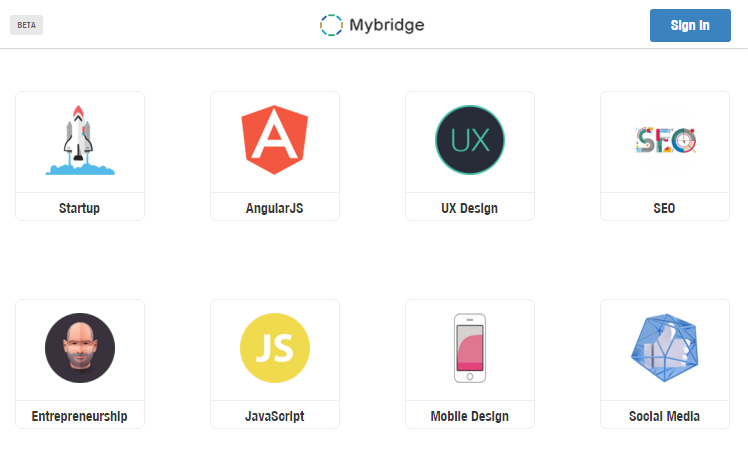 BETA
Mybridge
Sign In
Startup
AngularJS
UX Design
SEO
Entrepreneurship
JavaScript
Mobile Design
Social Media
A
UX
SEO
JS